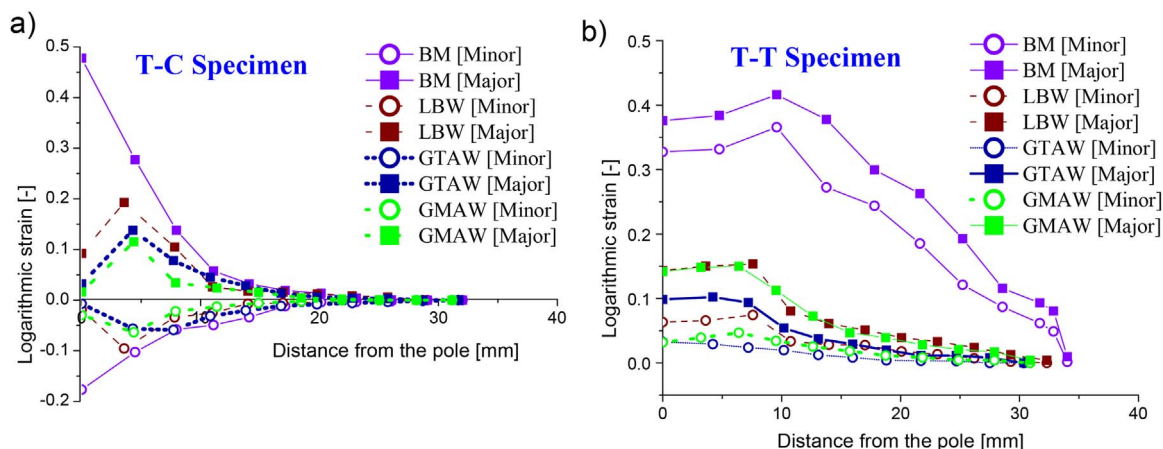 a)
T-C Specimen
BM [Minor]
BM [Major]
LBW [Minor]
LBW [Major]
GTAW [Minor]
GTAW [Major]
GMAW [Minor]
GMAW [Major]
Logarithmic strain [-]
0.5
0.4
0.3
0.2
0.1
0.0
-0.1
-0.2
0
10
20
30
40
Distance from the pole [mm]
b)
T-T Specimen
BM [Minor]
BM [Major]
LBW [Minor]
LBW [Major]
GTAW [Minor]
GTAW [Major]
GMAW [Minor]
GMAW [Major]
Logarithmic strain [-]
0.5
0.4
0.3
0.2
0.1
0.0
0
10
20
30
40
Distance from the pole [mm]